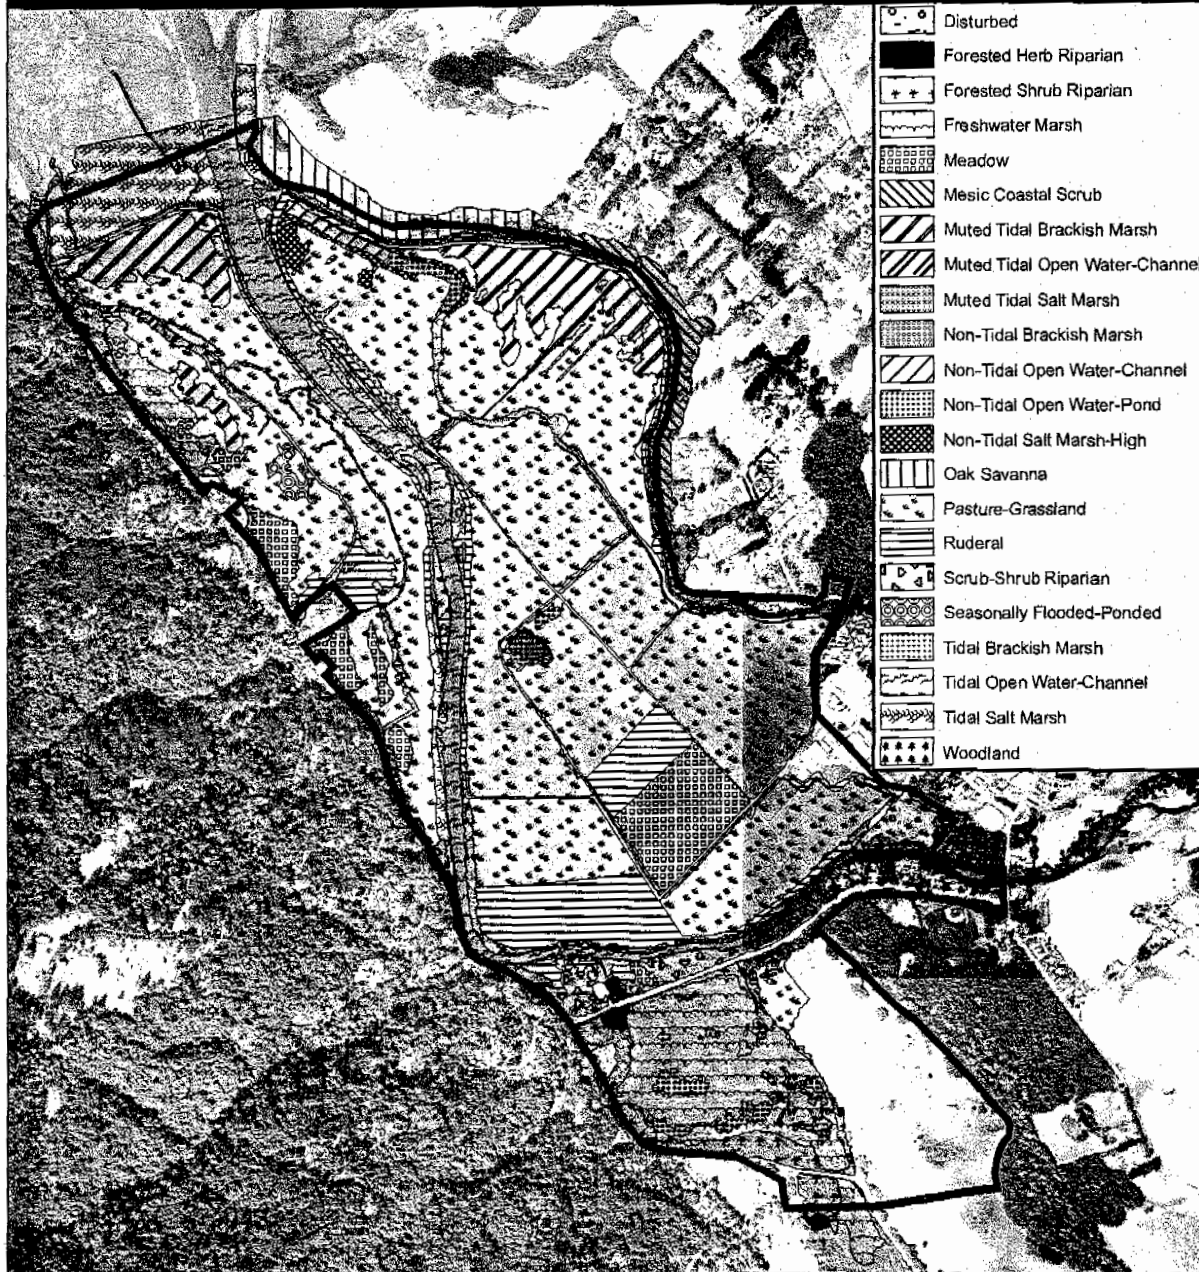 Disturbed
Forested Herb Riparian
Forested Shrub Riparian
Freshwater Marsh
Meadow
Mesic Coastal Scrub
Muted Tidal Brackish Marsh
Muted Tidal Open Water-Channel
Muted Tidal Salt Marsh
Non-Tidal Brackish Marsh
Non-Tidal Open Water-Channel
Non-Tidal Open Water-Pond
Non-Tidal Salt Marsh-High
Oak Savanna
Pasture-Grassland
Ruderal
Scrub-Shrub Riparian
Seasonally Flooded-Ponded
Tidal Brackish Marsh
Tidal Open Water-Channel
Tidal Salt Marsh
Woodland